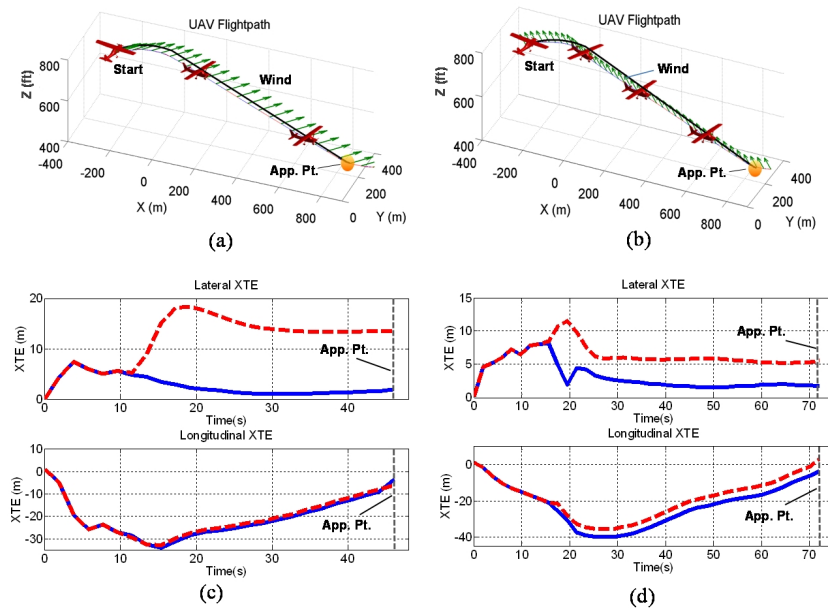 UAV Flightpath
Z (ft)
800
600
400
Start
Wind
App. Pt.
-400
-200
0
200
400
600
800
X (m)
0
200
400
Y (m)
(a)
UAV Flightpath
Z (ft)
800
600
400
Start
Wind
App. Pt.
-400
-200
0
200
400
600
800
X (m)
0
200
400
Y (m)
(b)
Lateral XTE
XTE (m)
20
10
0
App. Pt.
0 10 20 30 40
Time(s)
Longitudinal XTE
XTE (m)
10
0
-10
-20
-30
App. Pt.
0 10 20 30 40
Time(s)
(c)
Lateral XTE
XTE (m)
15
10
5
0
App. Pt.
0 10 20 30 40 50 60 70
Time(s)
Longitudinal XTE
XTE (m)
0
-20
-40
App. Pt.
0 10 20 30 40 50 60 70
Time(s)
(d)